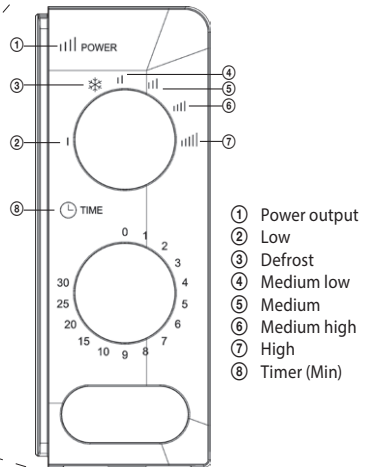 ① POWER
④
③
⑤
⑥
② ⑦
⑧ TIME
0
1
2
3
4
5
6
7
8
9
10
15
20
25
30
① Power output
② Low
③ Defrost
④ Medium low
⑤ Medium
⑥ Medium high
⑦ High
⑧ Timer (Min)